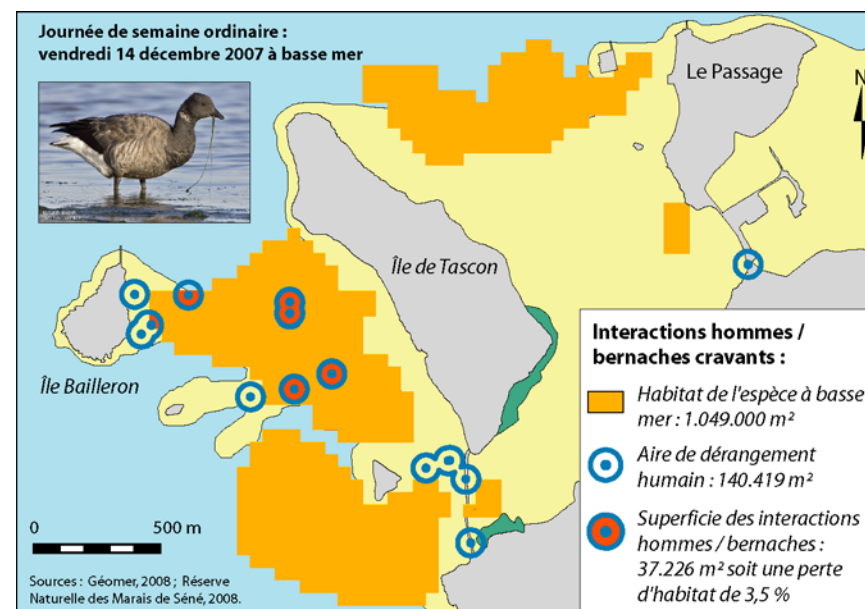 Journée de semaine ordinaire :
vendredi 14 décembre 2007 à basse mer
Le Passage
N
Île de Tascon
Île Bailleron
Interactions hommes /
bernaches cravants :
Habitat de l'espèce à basse
mer : 1.049.000 m²
Aire de dérangement
humain : 140.419 m²
Superficie des interactions
hommes / bernaches :
37.226 m² soit une perte
d'habitat de 3,5 %
0 500 m
Sources : Géomer, 2008 ; Réserve
Naturelle des Marais de Séné, 2008.